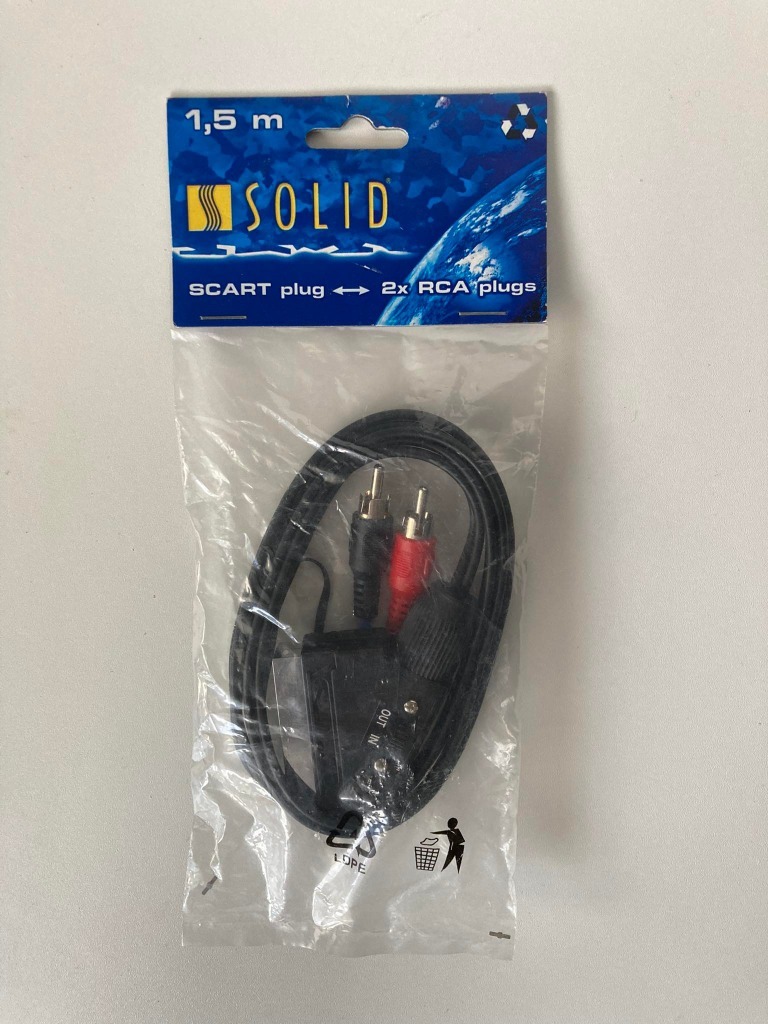 1,5 m
SOLID
SCART plug ↔ 2x RCA plugs
OUT IN
LDPE